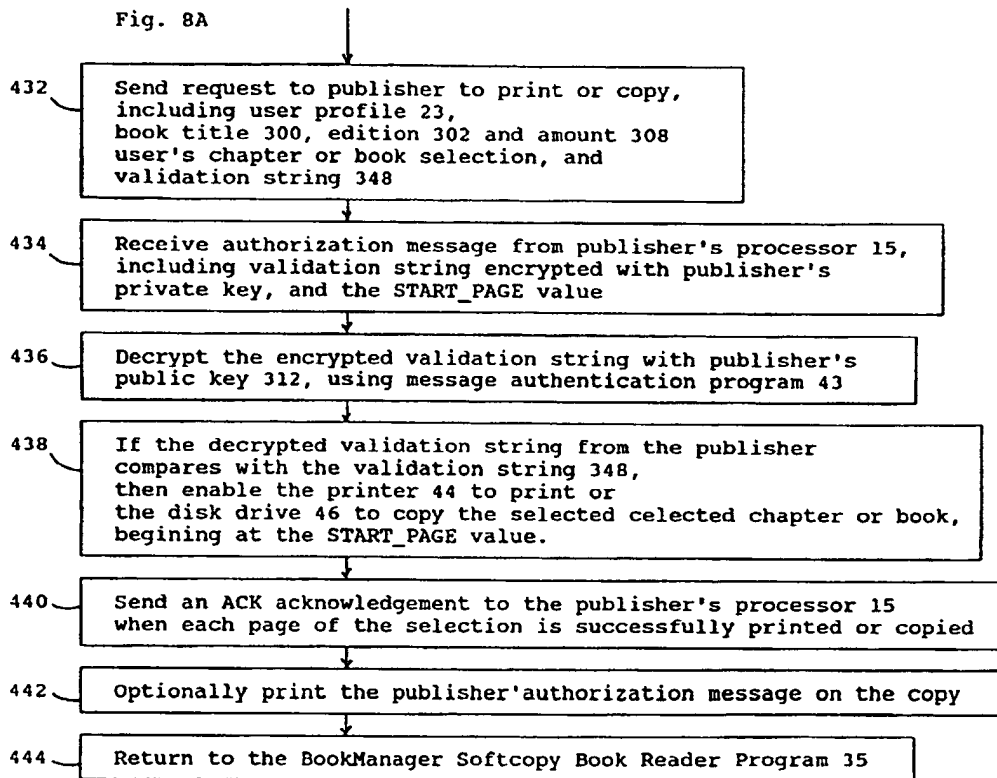 Fig. 8A
432
Send request to publisher to print or copy,
including user profile 23,
book title 300, edition 302 and amount 308
user's chapter or book selection, and
validation string 348
434
Receive authorization message from publisher's processor 15,
including validation string encrypted with publisher's
private key, and the START_PAGE value
436
Decrypt the encrypted validation string with publisher's
public key 312, using message authentication program 43
438
If the decrypted validation string from the publisher
compares with the validation string 348,
then enable the printer 44 to print or
the disk drive 46 to copy the selected celected chapter or book,
begining at the START_PAGE value.
440
Send an ACK acknowledgement to the publisher's processor 15
when each page of the selection is successfully printed or copied
442
Optionally print the publisher'authorization message on the copy
444
Return to the BookManager Softcopy Book Reader Program 35